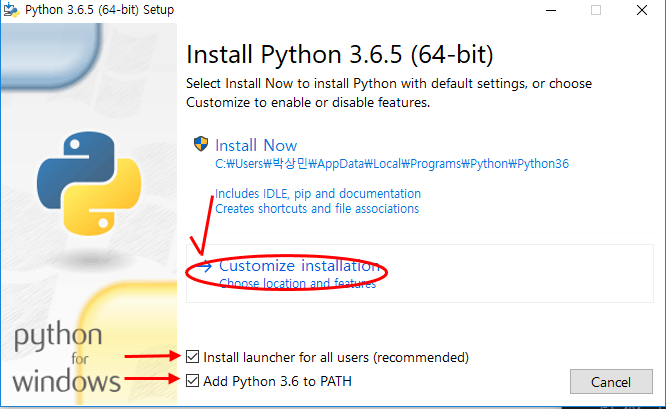 Python 3.6.5 (64-bit) Setup
Install Python 3.6.5 (64-bit)
Select Install Now to install Python with default settings, or choose
Customize to enable or disable features.
Install Now
C:₩Users₩박상민₩AppData₩Local₩Programs₩Python₩Python36
Includes IDLE, pip and documentation
Creates shortcuts and file associations
Customize installation
Choose location and features
python
for
windows
Install launcher for all users (recommended)
Add Python 3.6 to PATH
Cancel